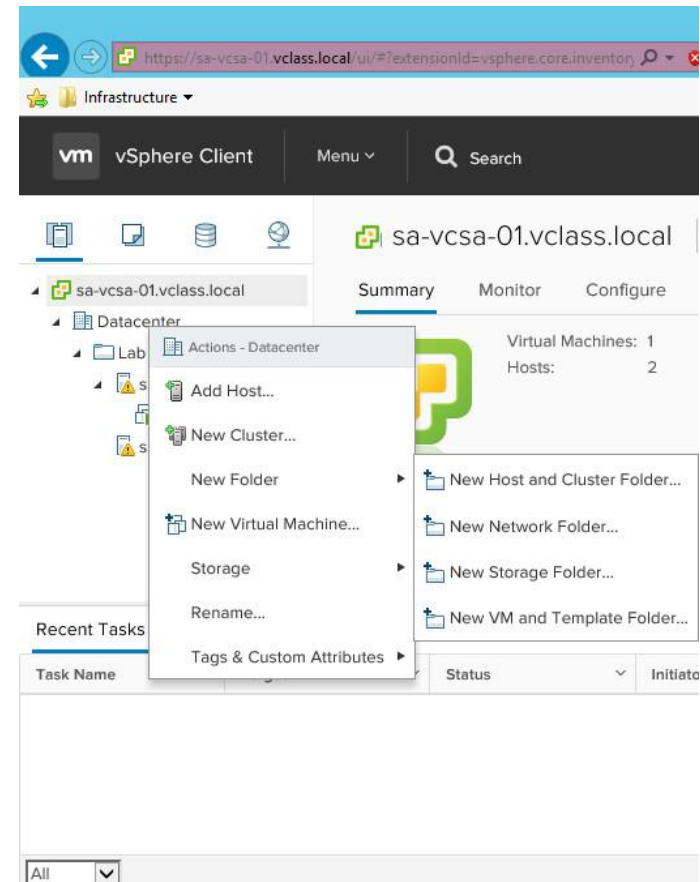 https://sa-vcsa-01.vclass.local/ui/#?extensionId=vsphere.core.inventory
Infrastructure
vm vSphere Client Menu Search
sa-vcsa-01.vclass.local
sa-vcsa-01.vclass.local
Summary Monitor Configure
Datacenter
Virtual Machines: 1
Hosts: 2
Lab
s
s
Actions - Datacenter
Add Host...
New Cluster...
New Folder
New Virtual Machine...
Storage
Rename...
Tags & Custom Attributes
New Host and Cluster Folder...
New Network Folder...
New Storage Folder...
New VM and Template Folder...
Recent Tasks
Task Name Status Initiato
All